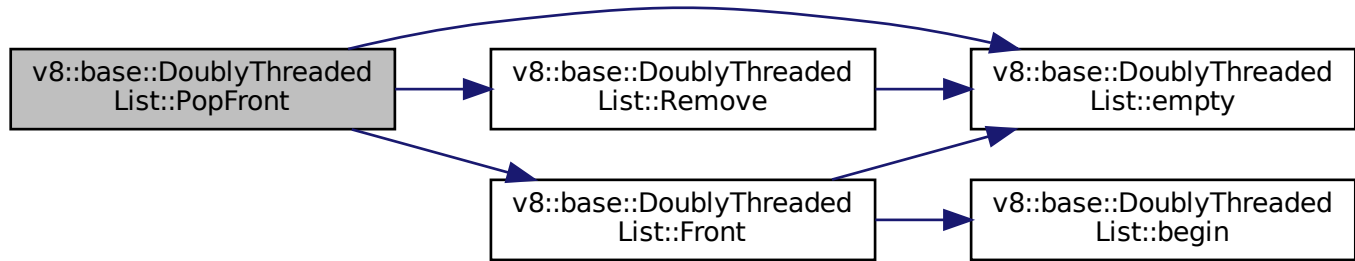 v8::base::DoublyThreaded
List::PopFront
v8::base::DoublyThreaded
List::Remove
v8::base::DoublyThreaded
List::empty
v8::base::DoublyThreaded
List::Front
v8::base::DoublyThreaded
List::begin